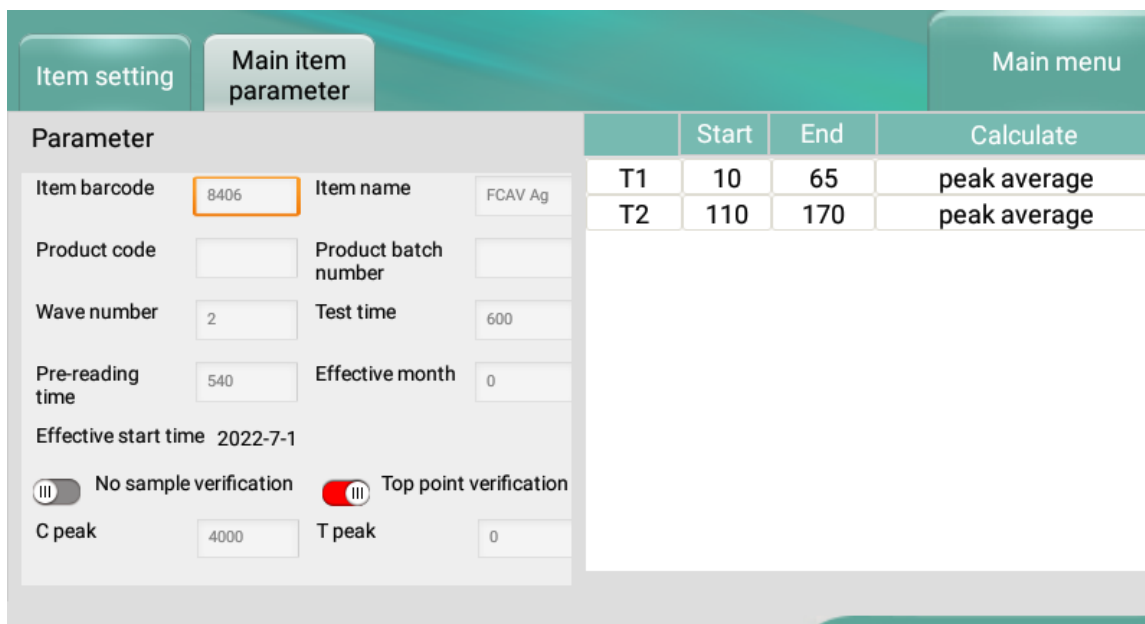 Item setting
Main item
parameter
Main menu
Parameter
Item barcode 8406 Item name FCAV Ag
Product code Product batch
number
Wave number 2 Test time 600
Pre-reading
time 540 Effective month 0
Effective start time 2022-7-1
No sample verification Top point verification
C peak 4000 T peak 0
Start End Calculate
T1 10 65 peak average
T2 110 170 peak average